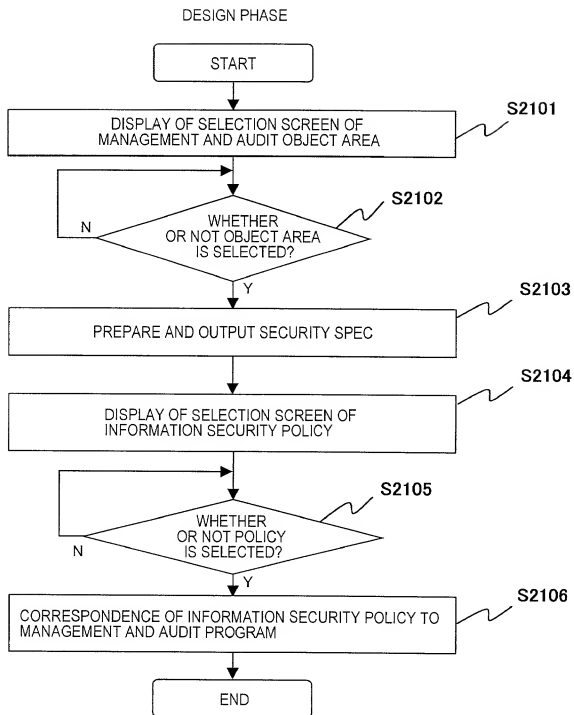 DESIGN PHASE
START
S2101
DISPLAY OF SELECTION SCREEN OF
MANAGEMENT AND AUDIT OBJECT AREA
S2102
WHETHER
OR NOT OBJECT AREA
IS SELECTED?
N
Y
S2103
PREPARE AND OUTPUT SECURITY SPEC
S2104
DISPLAY OF SELECTION SCREEN OF
INFORMATION SECURITY POLICY
S2105
WHETHER
OR NOT POLICY
IS SELECTED?
N
Y
S2106
CORRESPONDENCE OF INFORMATION SECURITY POLICY TO
MANAGEMENT AND AUDIT PROGRAM
END